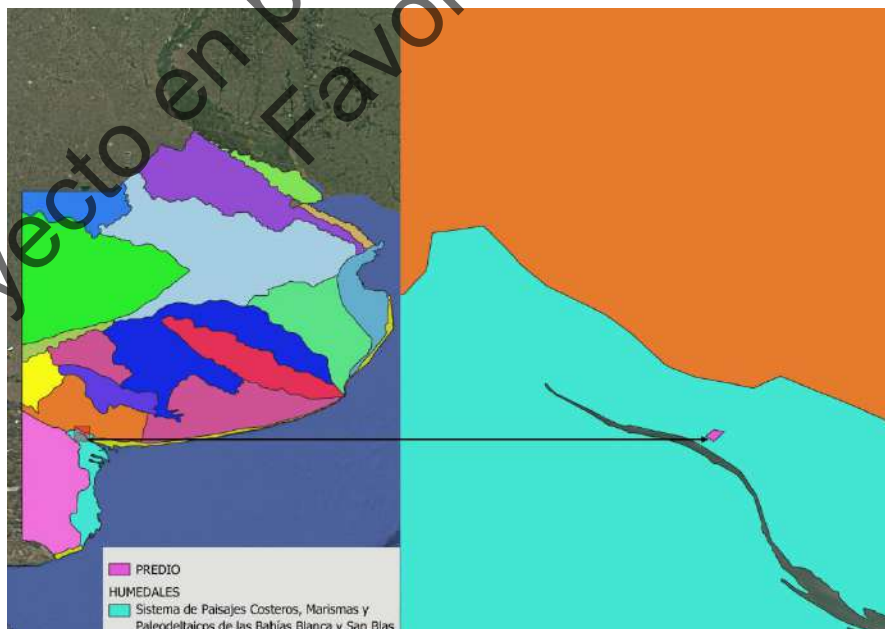 yecto en p
Favor
PREDIO
HUMEDALES
Sistema de Paisajes Costeros, Marismas y
Paleodeltaicos de las Bahías Blanca y San Blas